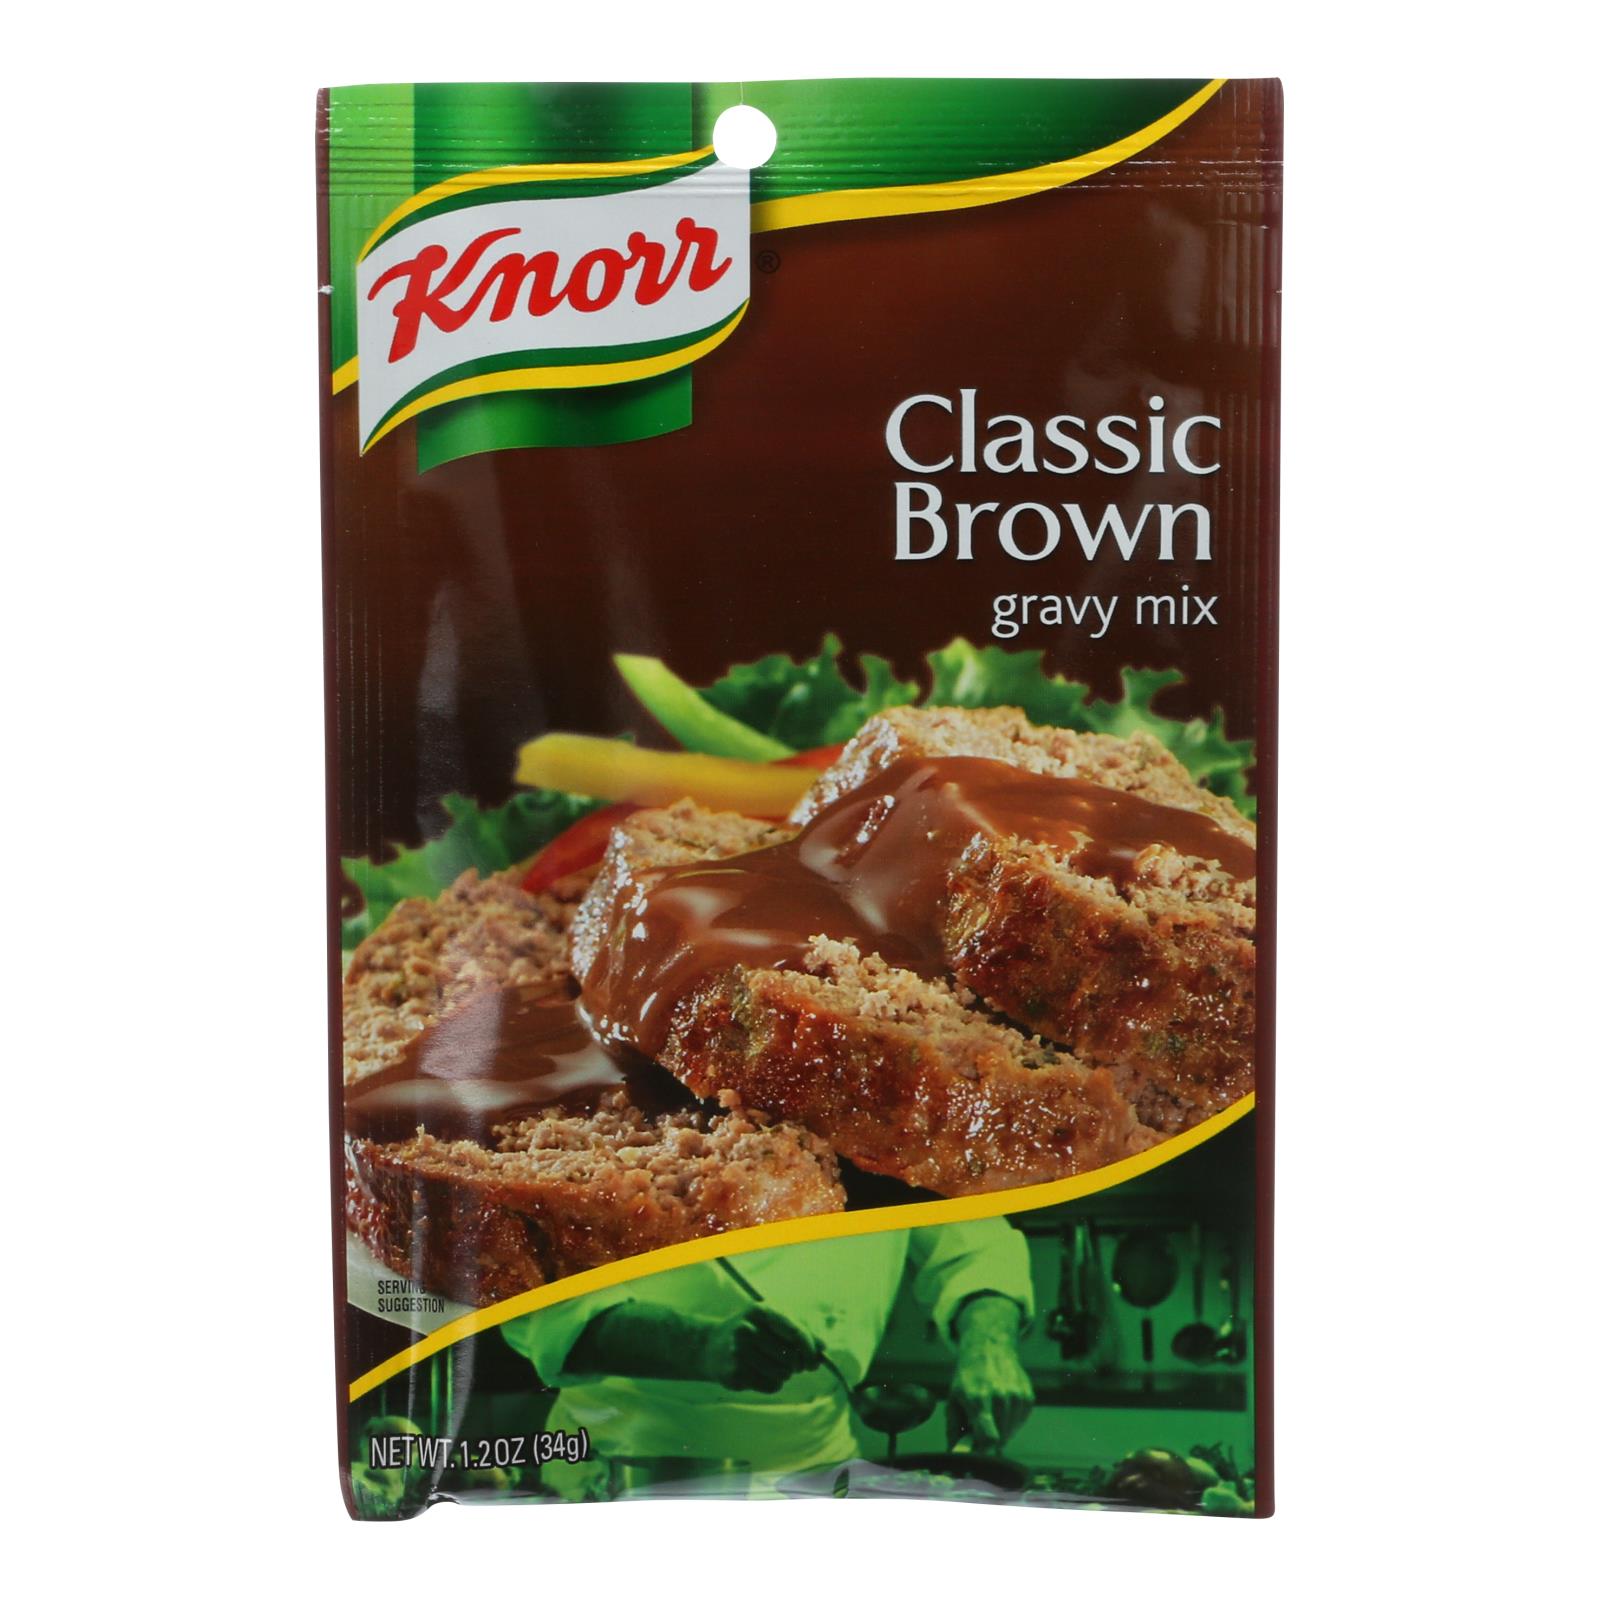 Knorr®
Classic
Brown
gravy mix
SERVING
SUGGESTION
NET WT. 1.2 OZ (34g)